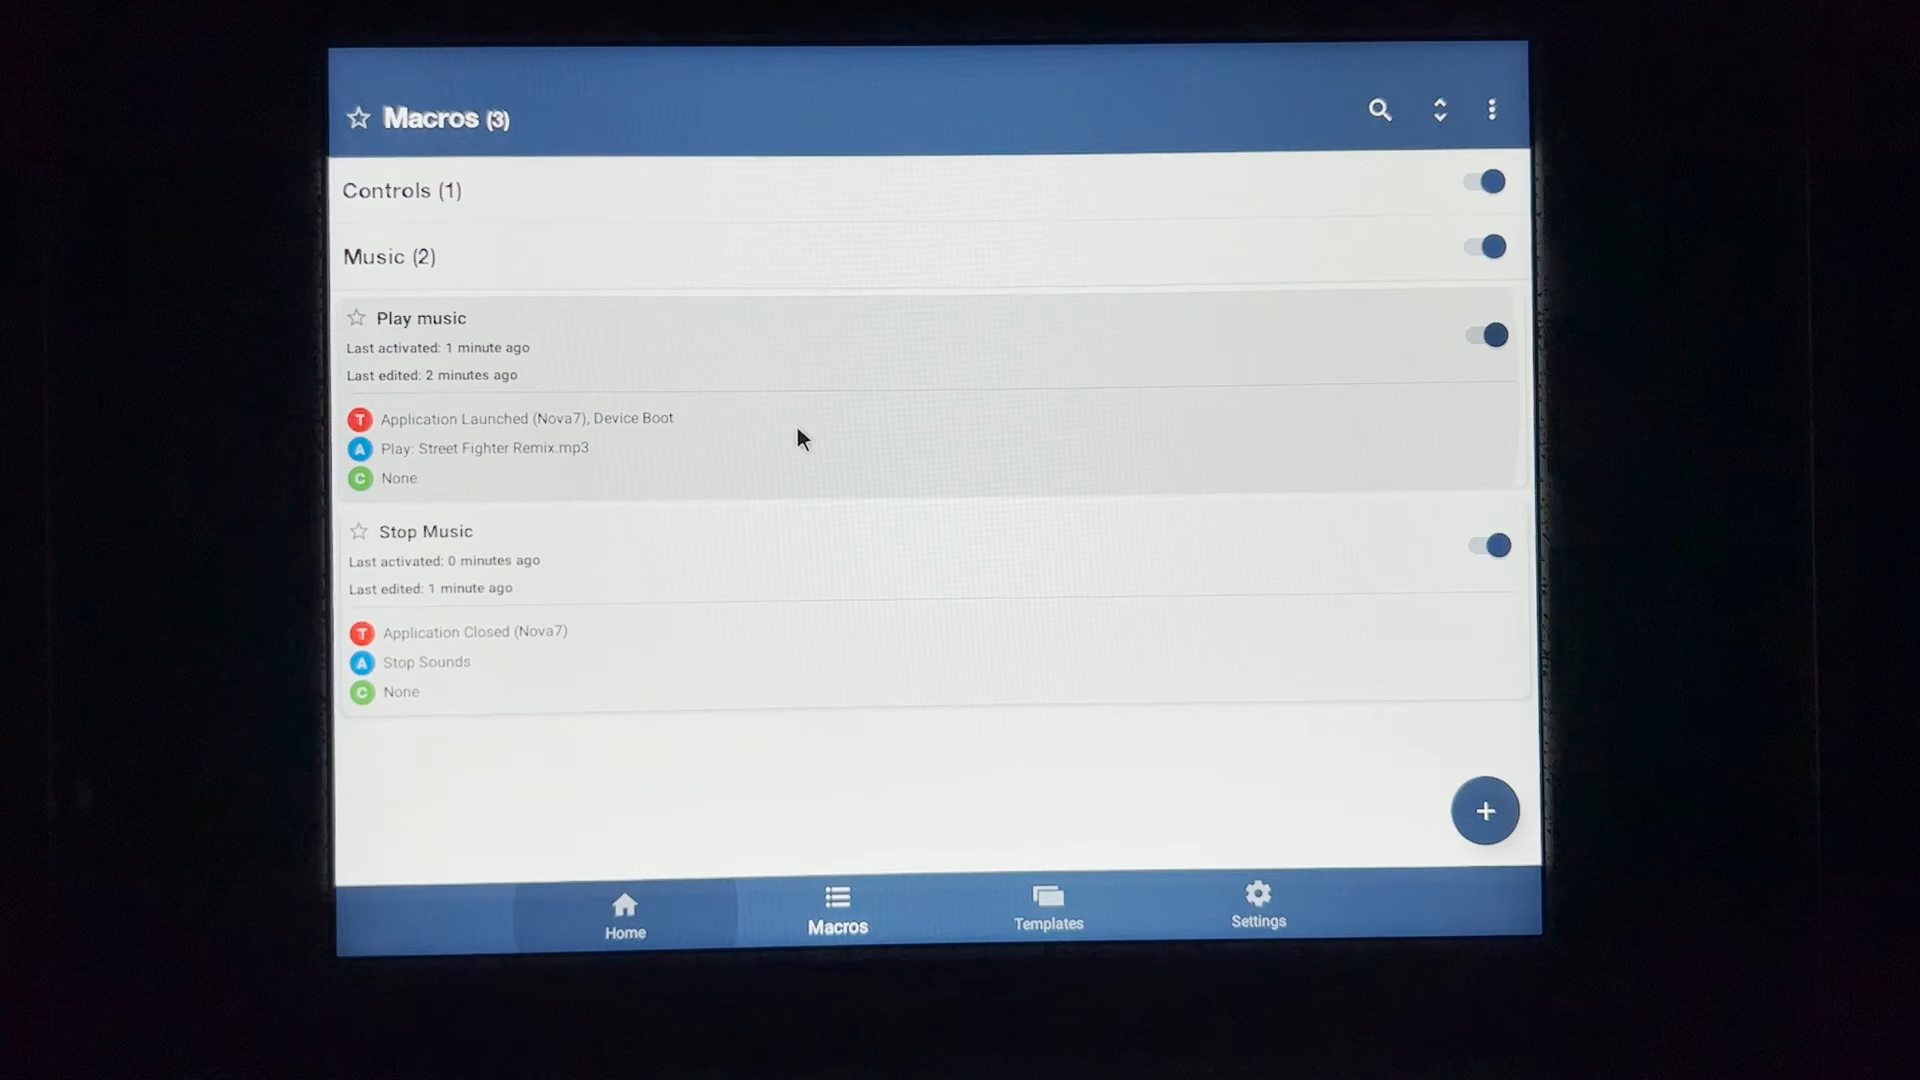 Macros (3)
Controls (1)
Music (2)
Play music
Last activated: 1 minute ago
Last edited: 2 minutes ago
T Application Launched (Nova7), Device Boot
A Play: Street Fighter Remix.mp3
C None
Stop Music
Last activated: 0 minutes ago
Last edited: 1 minute ago
T Application Closed (Nova7)
A Stop Sounds
C None
+
Home Macros Templates Settings